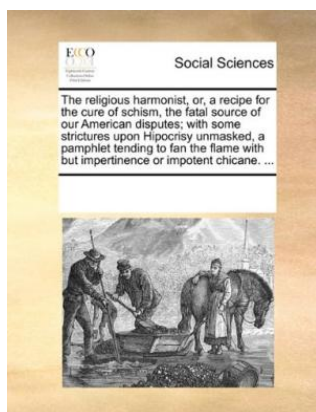 ECCO
Social Sciences
The religious harmonist, or, a recipe for
the cure of schism, the fatal source of
our American disputes; with some
strictures upon Hipocrisy unmasked, a
pamphlet tending to fan the flame with
but impertinence or impotent chicane. ...